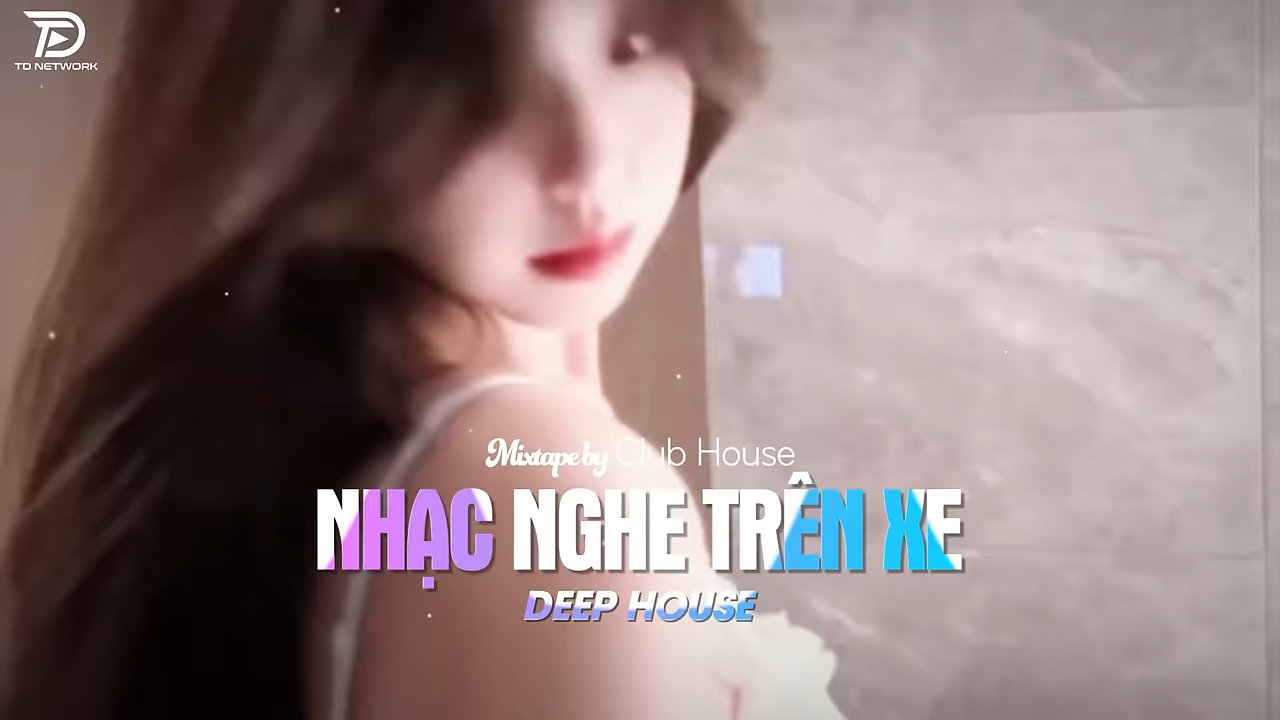 TD NETWORK
Mixtape by Club House
NHẠC NGHE TRÊN XE
DEEP HOUSE